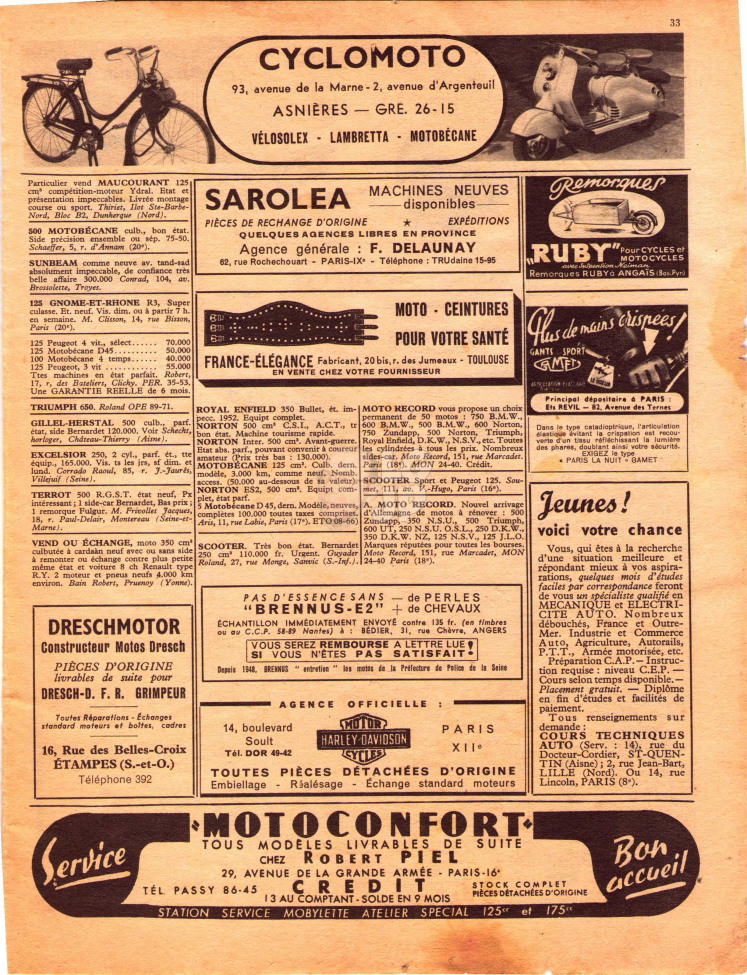 33
CYCLOMOTO
93, avenue de la Marne - 2, avenue d'Argenteuil
ASNIÈRES — GRE. 26-15
VÉLOSOLEX - LAMBRETTA - MOTOBÉCANE
Particulier vend MAUCOURANT 125
cm³ compétition-moteur Ydral. Etat et
présentation impeccables. Livrée montage
course ou sport. Thiriet, Ilot Ste-Barbe-
Nord, Bloc B2, Dunkerque (Nord).
500 MOTOBÉCANE culb., bon état.
Side précision ensemble ou sép. 75-50.
Schaeffer, 5, r. d'Annam (20e).
SUNBEAM comme neuve av. tand-sad
absolument impeccable, de confiance très
belle affaire 300.000 Conrad, 104, av.
Brossolette, Troyes.
125 GNOME-ET-RHONE R3, Super
culasse. Et. neuf. Vis. dim. ou à partir 7 h.
en semaine. M. Clisson, 14, rue Bisson,
Paris (20e).
125 Peugeot 4 vit., sélect...... 70.000
125 Motobécane D45......... 50.000
100 Motobécane 4 temps..... 40.000
125 Peugeot, 3 vit ........... 55.000
Ttes machines en état parfait. Robert,
17, r. des Bateliers, Clichy. PER. 35-53.
Une GARANTIE REELLE de 6 mois.
TRIUMPH 650. Roland OPE 89-71.
GILLEL-HERSTAL 500 culb., parf.
état, side Bernardet 120.000. Voir Schecht,
horloger, Château-Thierry (Aisne).
EXCELSIOR 250, 2 cyl., parf. ét., tte
équip., 165.000. Vis. ts les jrs, sf dim. et
lund. Corrado Raoul, 85, r. J.-Jaurès,
Villejuif (Seine).
TERROT 500 R.G.S.T. état neuf, Px
intéressant ; 1 side-car Bernardet, Bas prix ;
1 remorque Fulgur. M. Frivollet Jacques,
18, r. Paul-Delair, Montereau (Seine-et-
Marne).
VEND OU ÉCHANGE, moto 350 cm³
culbutée à cardaàn neuf avec ou sans side
à remonter ou échange contre plus petite
même état et voiture 8 ch Renault type
R.Y. 2 moteur et pneus neufs 4.000 km
environ. Bain Robert, Prunoy (Yonne).
DRESCHMOTOR
Constructeur Motos Dresch
PIÈCES D'ORIGINE
livrables de suite pour
DRESCH-D. F. R. GRIMPEUR
Toutes Réparations - Échanges
standard moteurs et boîtes, cadres
16, Rue des Belles-Croix
ÉTAMPES (S.-et-O.)
Téléphone 392
SAROLEA
MACHINES NEUVES
disponibles
PIÈCES DE RECHANGE D'ORIGINE ★ EXPÉDITIONS
QUELQUES AGENCES LIBRES EN PROVINCE
Agence générale : F. DELAUNAY
62, rue Rochechouart - PARIS-IXe - Téléphone : TRUdaine 15-95
MOTO - CEINTURES
POUR VOTRE SANTÉ
FRANCE-ÉLÉGANCE Fabricant, 20 bis, r. des Jumeaux - TOULOUSE
EN VENTE CHEZ VOTRE FOURNISSEUR
ROYAL ENFIELD 350 Bullet, ét. im-
pecc. 1952. Equipt complet.
NORTON 500 cm³ C.S.I., A.C.T., tr
bon état. Machine tourisme rapide.
NORTON Inter. 500 cm³. Avant-guerre.
Etat abs. parf., pouvant convenir à coureur
amateur (Prix très bas : 130.000).
MOTOBÉCANE 125 cm³. Culb. dern.
modèle, 3.000 km, comme neuf. Nomb.
access. (50.000 au-dessous de sa valeur).
NORTON ES2, 500 cm³. Equipt com-
plet, état parf.
5 Motobécane D 45, dern. Modèle, neuves,
complètes 100.000 toutes taxes comprises.
Aris, 11, rue Labie, Paris (17e). ETO 08-66)
SCOOTER. Très bon état. Bernardet
250 cm³ 110.000 fr. Urgent. Guyader
Roland, 27, rue Monge, Sanvic (S.-Inf.).
MOTO RECORD vous propose un choix
permanent de 50 motos : 750 B.M.W.,
600 B.M.W., 500 B.M.W., 600 Norton,
750 Zundapp, 500 Norton, Triumph,
Royal Enfield, D.K.W., N.S.V., etc. Toutes
les cylindrées à tous les prix. Nombreux
sides-car. Moto Record, 151, rue Marcadet.
Paris (18e). MON 24-40. Crédit.
SCOOTER Sport et Peugeot 125. Sou-
met, 111, av. V.-Hugo, Paris (16e).
A. MOTO RECORD. Nouvel arrivage
d'Allemagne de motos à rénover : 500
Zundapp, 350 N.S.U., 500 Triumph,
600 UT, 250 N.S.U. O.S.L., 250 D.K.W.,
350 D.K.W. NZ, 125 N.S.V., 125 J.L.O.
Marques réputées pour toutes les bourses.
Moto Record, 151, rue Marcadet, MON
24-40 Paris (18e).
PAS D'ESSENCE SANS — de PERLES
"BRENNUS-E2" + de CHEVAUX
ÉCHANTILLON IMMÉDIATEMENT ENVOYÉ contre 135 fr. (en timbres
ou au C.C.P. 58-89 Nantes) à : BÉDIER, 31, rue Chèvre, ANGERS
VOUS SEREZ REMBOURSÉ A LETTRE LUE
SI VOUS N'ÊTES PAS SATISFAIT !
Depuis 1948, BRENNUS " entretien " les motos de la Préfecture de Police de la Seine
AGENCE OFFICIELLE :
14, boulevard
Soult
Tél. DOR 49-42
MOTOR
HARLEY-DAVIDSON
CYCLES
PARIS
XIIe
TOUTES PIÈCES DÉTACHÉES D'ORIGINE
Embiellage - Réalésage - Échange standard moteurs
Remorques
"RUBY" Pour CYCLES et
MOTOCYCLES
avec suspension Neiman
Remorques RUBY à ANGAÏS (Bas.Pyr)
Plus de mains crispées !
GANTS SPORT
GAMET
Principal dépositaire à PARIS :
Ets REVIL — 82, Avenue des Ternes
Dans le type catadioptrique, l'articulation
élastique évitant la crispation est recou-
verte d'un tissu réfléchissant la lumière
des phares, doublant ainsi votre sécurité.
EXIGEZ le type
« PARIS LA NUIT » GAMET
Jeunes !
voici votre chance
Vous, qui êtes à la recherche
d'une situation meilleure et
répondant mieux à vos aspira-
rations, quelques mois d'études
faciles par correspondance feront
de vous un spécialiste qualifié en
MECANIQUE et ELECTRI-
CITE AUTO. Nombreux
débouchés, France et Outre-
Mer. Industrie et Commerce
Auto, Agriculture, Autorails,
P.T.T., Armée motorisée, etc.
Préparation C.A.P. — Instruc-
tion requise : niveau C.E.P. —
Cours selon temps disponible. —
Placement gratuit. — Diplôme
en fin d'études et facilités de
paiement.
Tous renseignements sur
demande :
COURS TECHNIQUES
AUTO (Serv. : 14), rue du
Docteur-Cordier, ST-QUEN-
TIN (Aisne) ; 2, rue Jean-Bart,
LILLE (Nord). Ou 14, rue
Lincoln, PARIS (8e).
Service
MOTOCONFORT
TOUS MODÈLES LIVRABLES DE SUITE
CHEZ ROBERT PIEL
29, AVENUE DE LA GRANDE ARMÉE - PARIS-16e
TÉL. PASSY 86-45 CREDIT STOCK COMPLET
PIÈCES DÉTACHÉES D'ORIGINE
13 AU COMPTANT - SOLDE EN 9 MOIS
Bon
accueil
STATION SERVICE MOBYLETTE ATELIER SPECIAL 125cc et 175cc